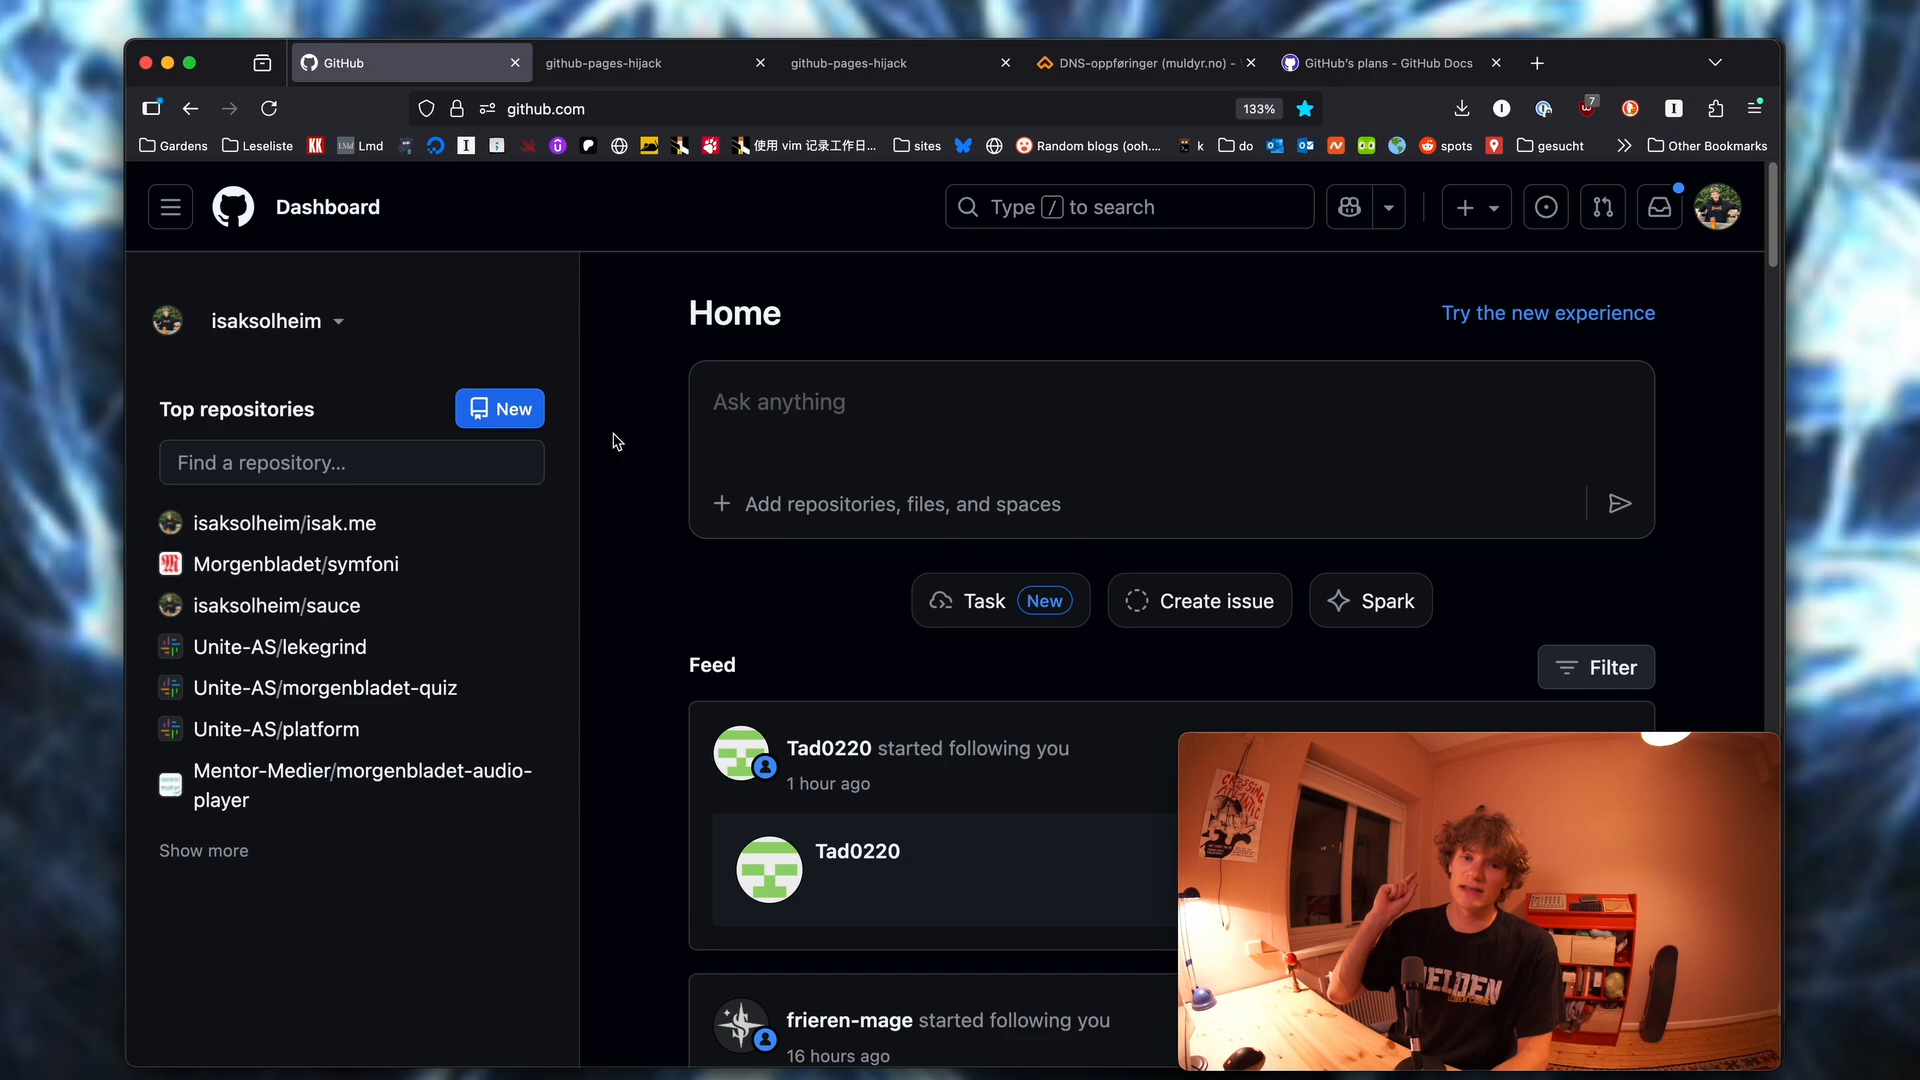 GitHub
github-pages-hijack
github-pages-hijack
DNS-oppføringer (muldyr.no) -
GitHub's plans - GitHub Docs
github.com
133%
7
Gardens
Leseliste
KK
LMd
Lmd
使用 vim 记录工作日...
sites
Random blogs (ooh....
k
do
spots
gesucht
Other Bookmarks
Dashboard
Type / to search
isaksolheim
Home
Try the new experience
Top repositories
New
Find a repository...
isaksolheim/isak.me
Morgenbladet/symfoni
isaksolheim/sauce
Unite-AS/lekegrind
Unite-AS/morgenbladet-quiz
Unite-AS/platform
Mentor-Medier/morgenbladet-audio-
player
Show more
Ask anything
Add repositories, files, and spaces
Task New
Create issue
Spark
Feed
Filter
Tad0220 started following you
1 hour ago
Tad0220
frieren-mage started following you
16 hours ago
CROSSING